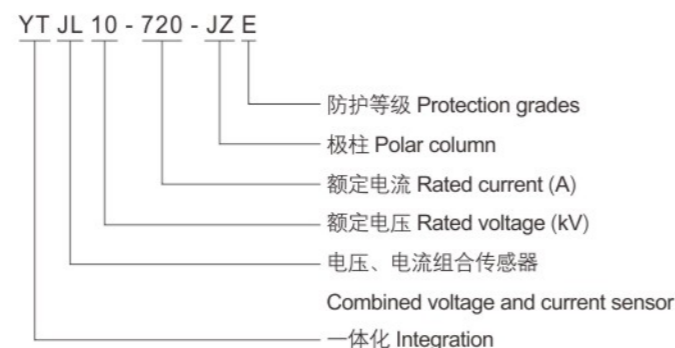 YT JL 10 - 720 - JZ E
防护等级 Protection grades
极柱 Polar column
额定电流 Rated current (A)
额定电压 Rated voltage (kV)
电压、电流组合传感器
Combined voltage and current sensor
一体化 Integration